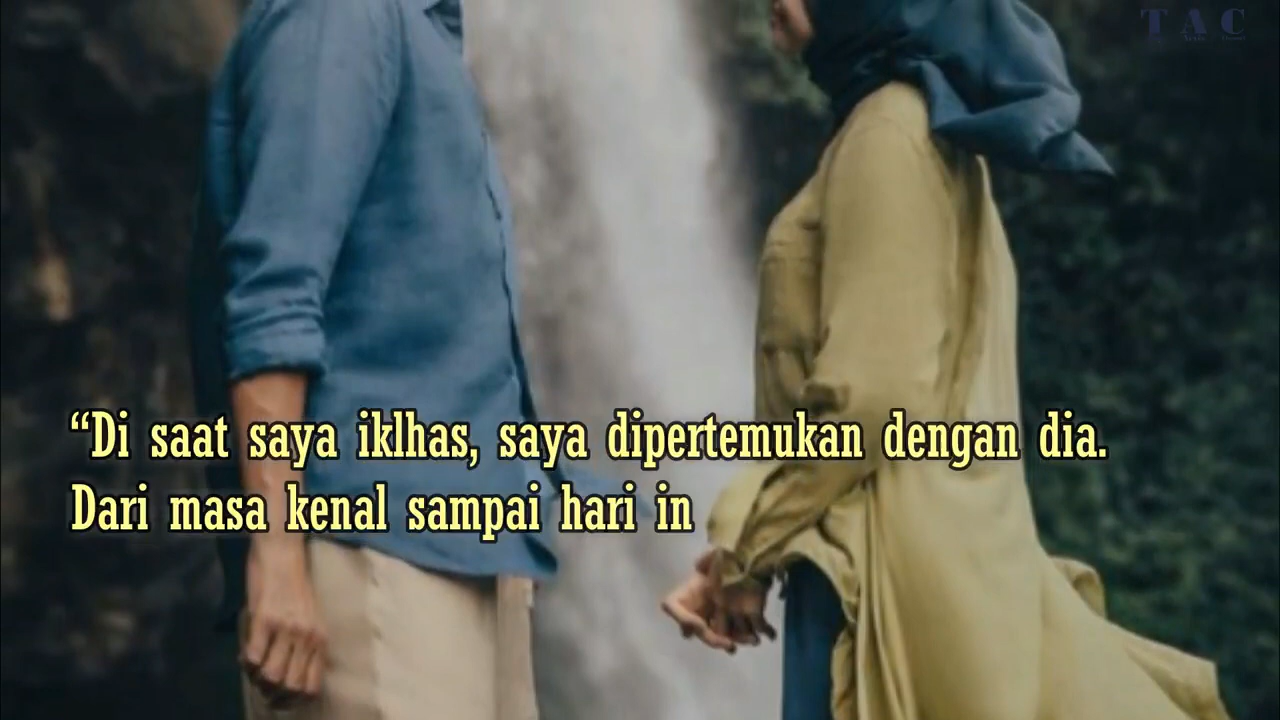 T A C
“Di saat saya iklhas, saya dipertemukan dengan dia.
Dari masa kenal sampai hari in